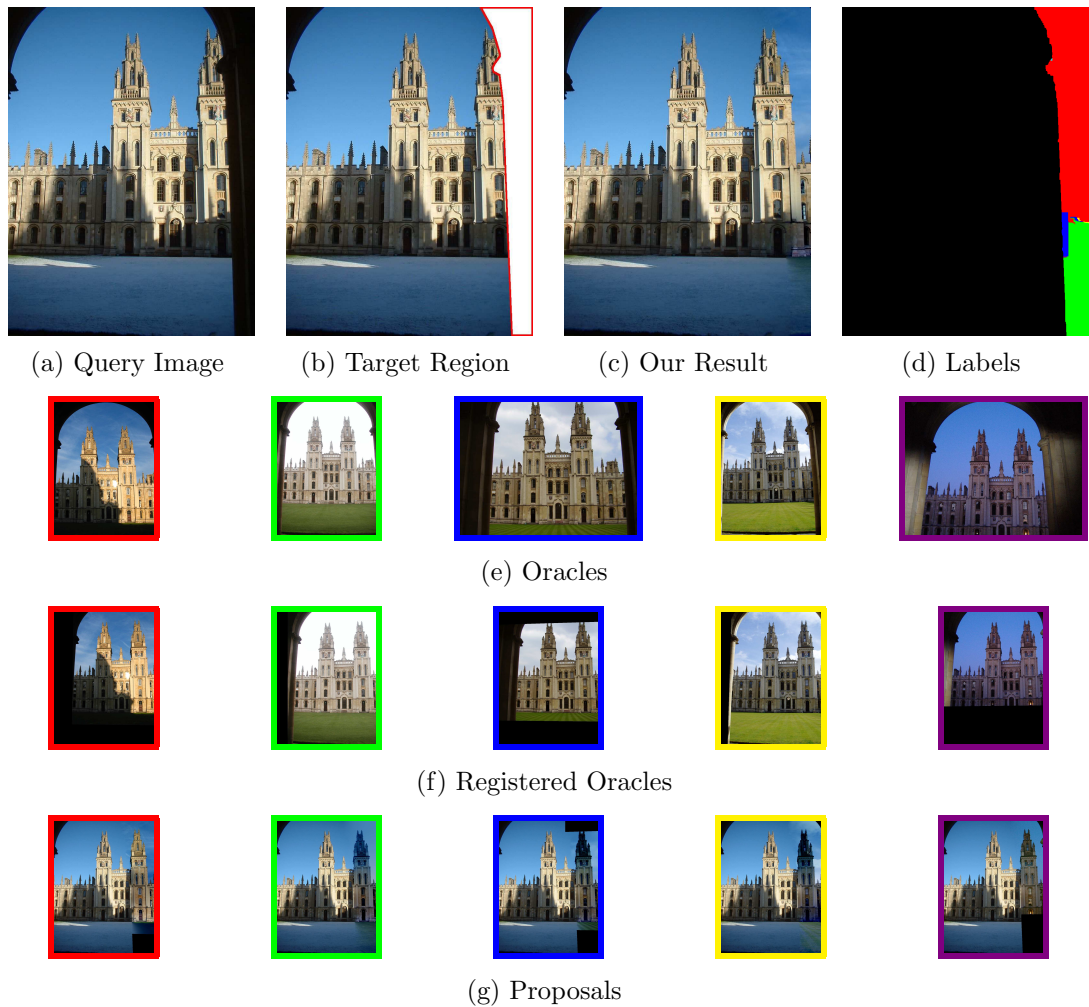 (a) Query Image
(b) Target Region
(c) Our Result
(d) Labels
(e) Oracles
(f) Registered Oracles
(g) Proposals